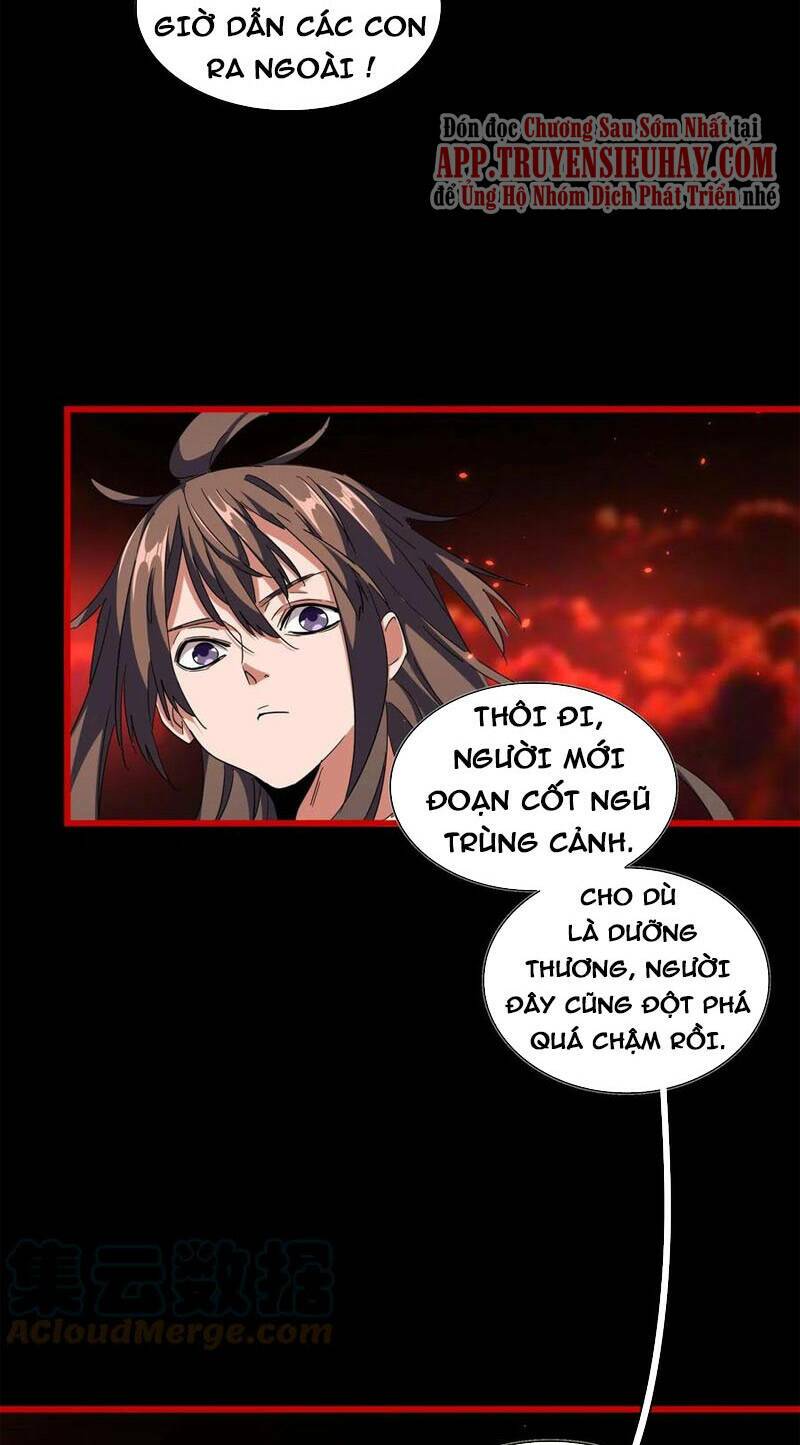 GIỜ DẪN CÁC CON
RA NGOÀI !
Đón đọc Chương Sau Sớm Nhất tại
APP.TRUYENSIEUHAY.COM
để Ủng Hộ Nhóm Dịch Phát Triển nhé
THÔI ĐI,
NGƯỜI MỚI
ĐOẠN CỐT NGŨ
TRÙNG CẢNH.
CHO DÙ
LÀ DƯỠNG
THƯƠNG, NGƯỜI
ĐÂY CŨNG ĐỘT PHÁ
QUÁ CHẬM RỒI.
集云数据
ACloudMerge.com